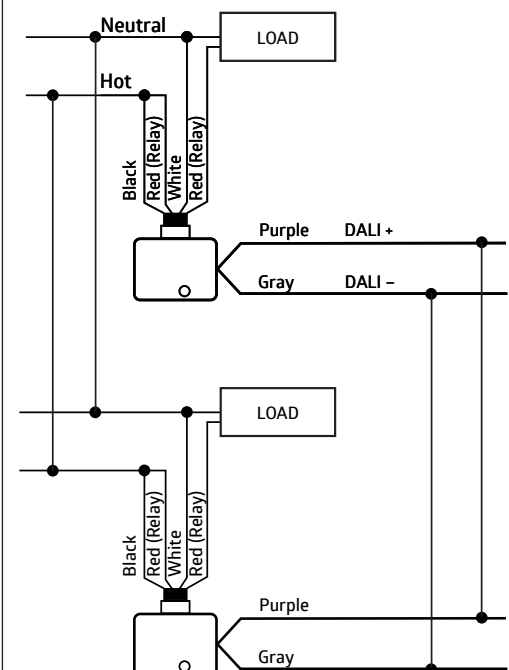 Neutral
LOAD
Hot
Black
Red (Relay)
White
Red (Relay)
Purple DALI +
Gray DALI –
LOAD
Black
Red (Relay)
White
Red (Relay)
Purple
Gray